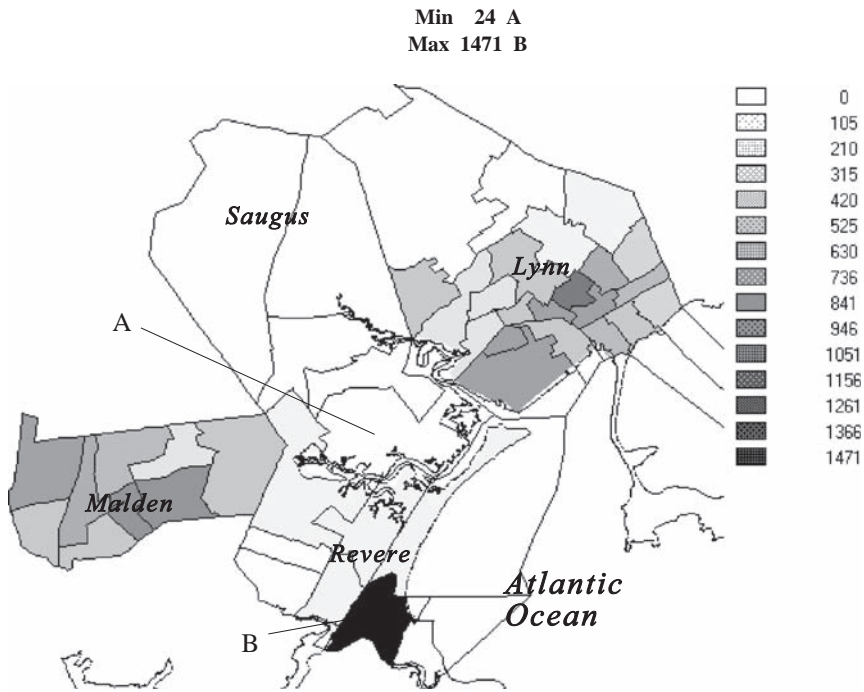 Min 24 A
Max 1471 B
0
105
210
315
420
525
630
736
841
946
1051
1156
1261
1366
1471
Saugus
Lynn
A
Malden
Revere
Atlantic
Ocean
B